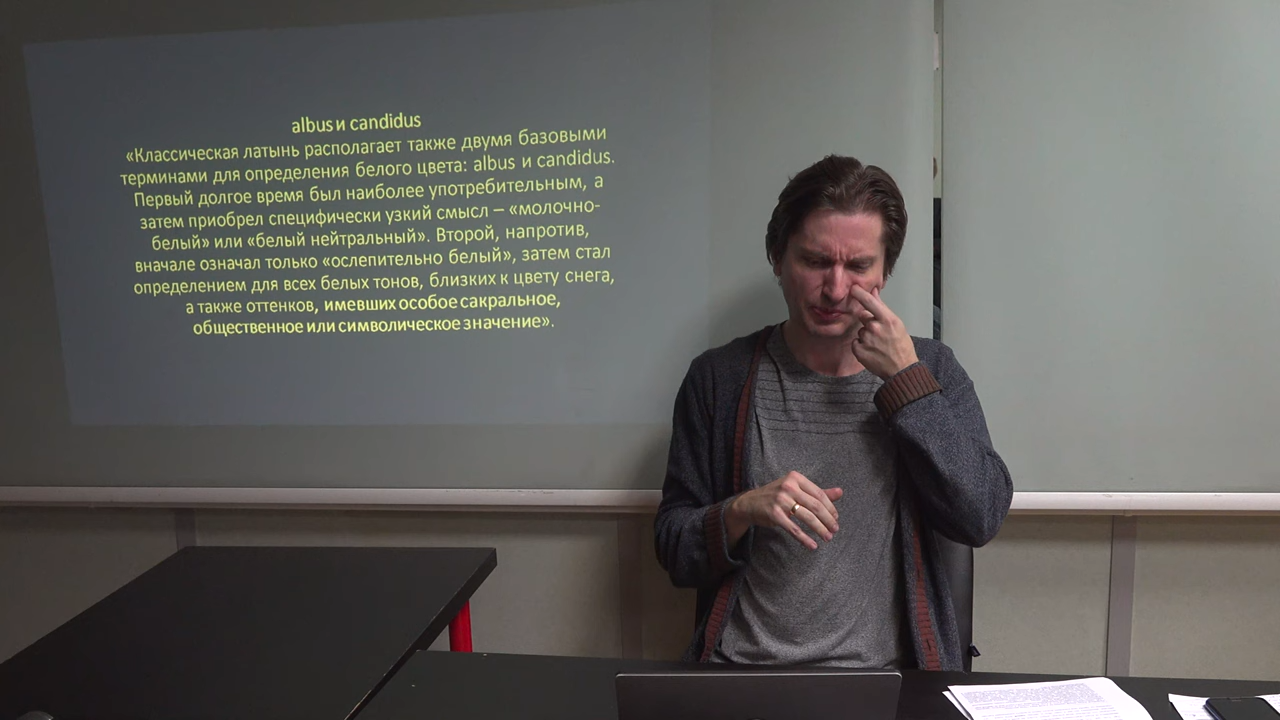 albus и candidus
«Классическая латынь располагает также двумя базовыми
терминами для определения белого цвета: albus и candidus.
Первый долгое время был наиболее употребительным, а
затем приобрел специфически узкий смысл – «молочно-
белый» или «белый нейтральный». Второй, напротив,
вначале означал только «ослепительно белый», затем стал
определением для всех белых тонов, близких к цвету снега,
а также оттенков, имевших особое сакральное,
общественное или символическое значение».